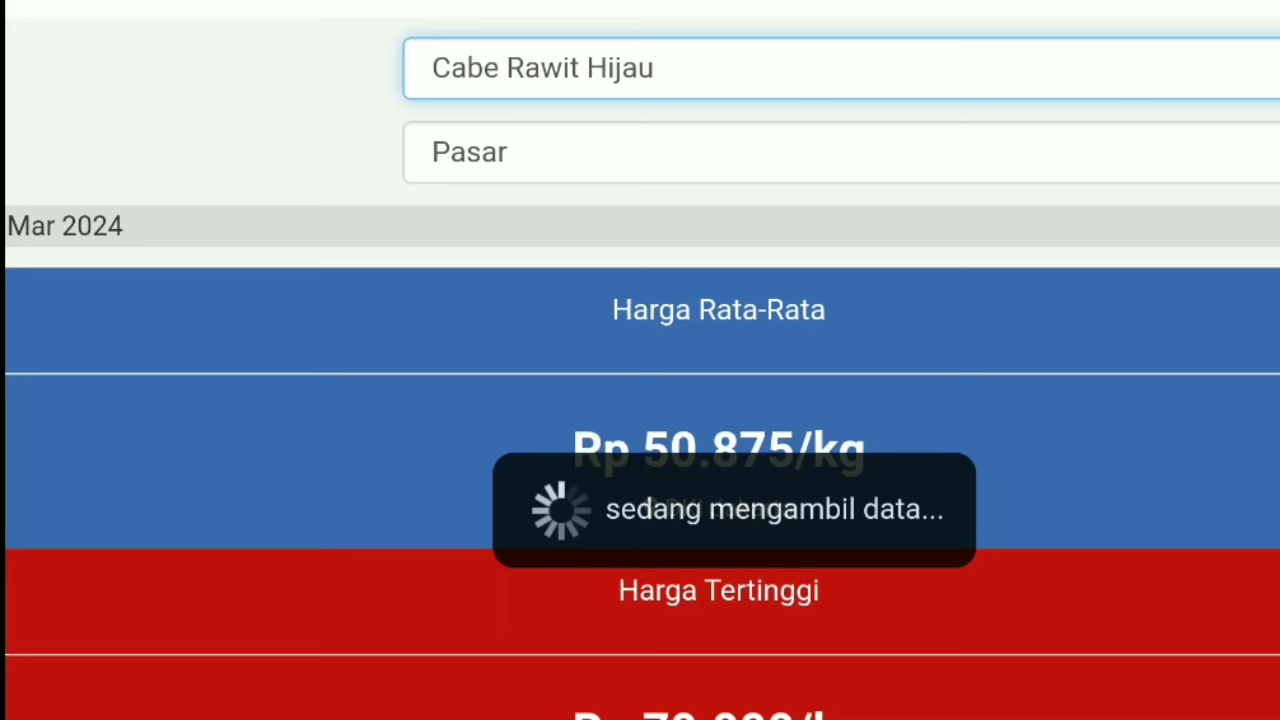 Cabe Rawit Hijau
Pasar
Mar 2024
Harga Rata-Rata
Rp 50.875/kg
sedang mengambil data...
Harga Tertinggi